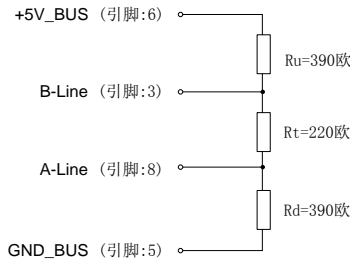 +5V_BUS (引脚:6)
Ru=390欧
B-Line (引脚:3)
Rt=220欧
A-Line (引脚:8)
Rd=390欧
GND_BUS (引脚:5)